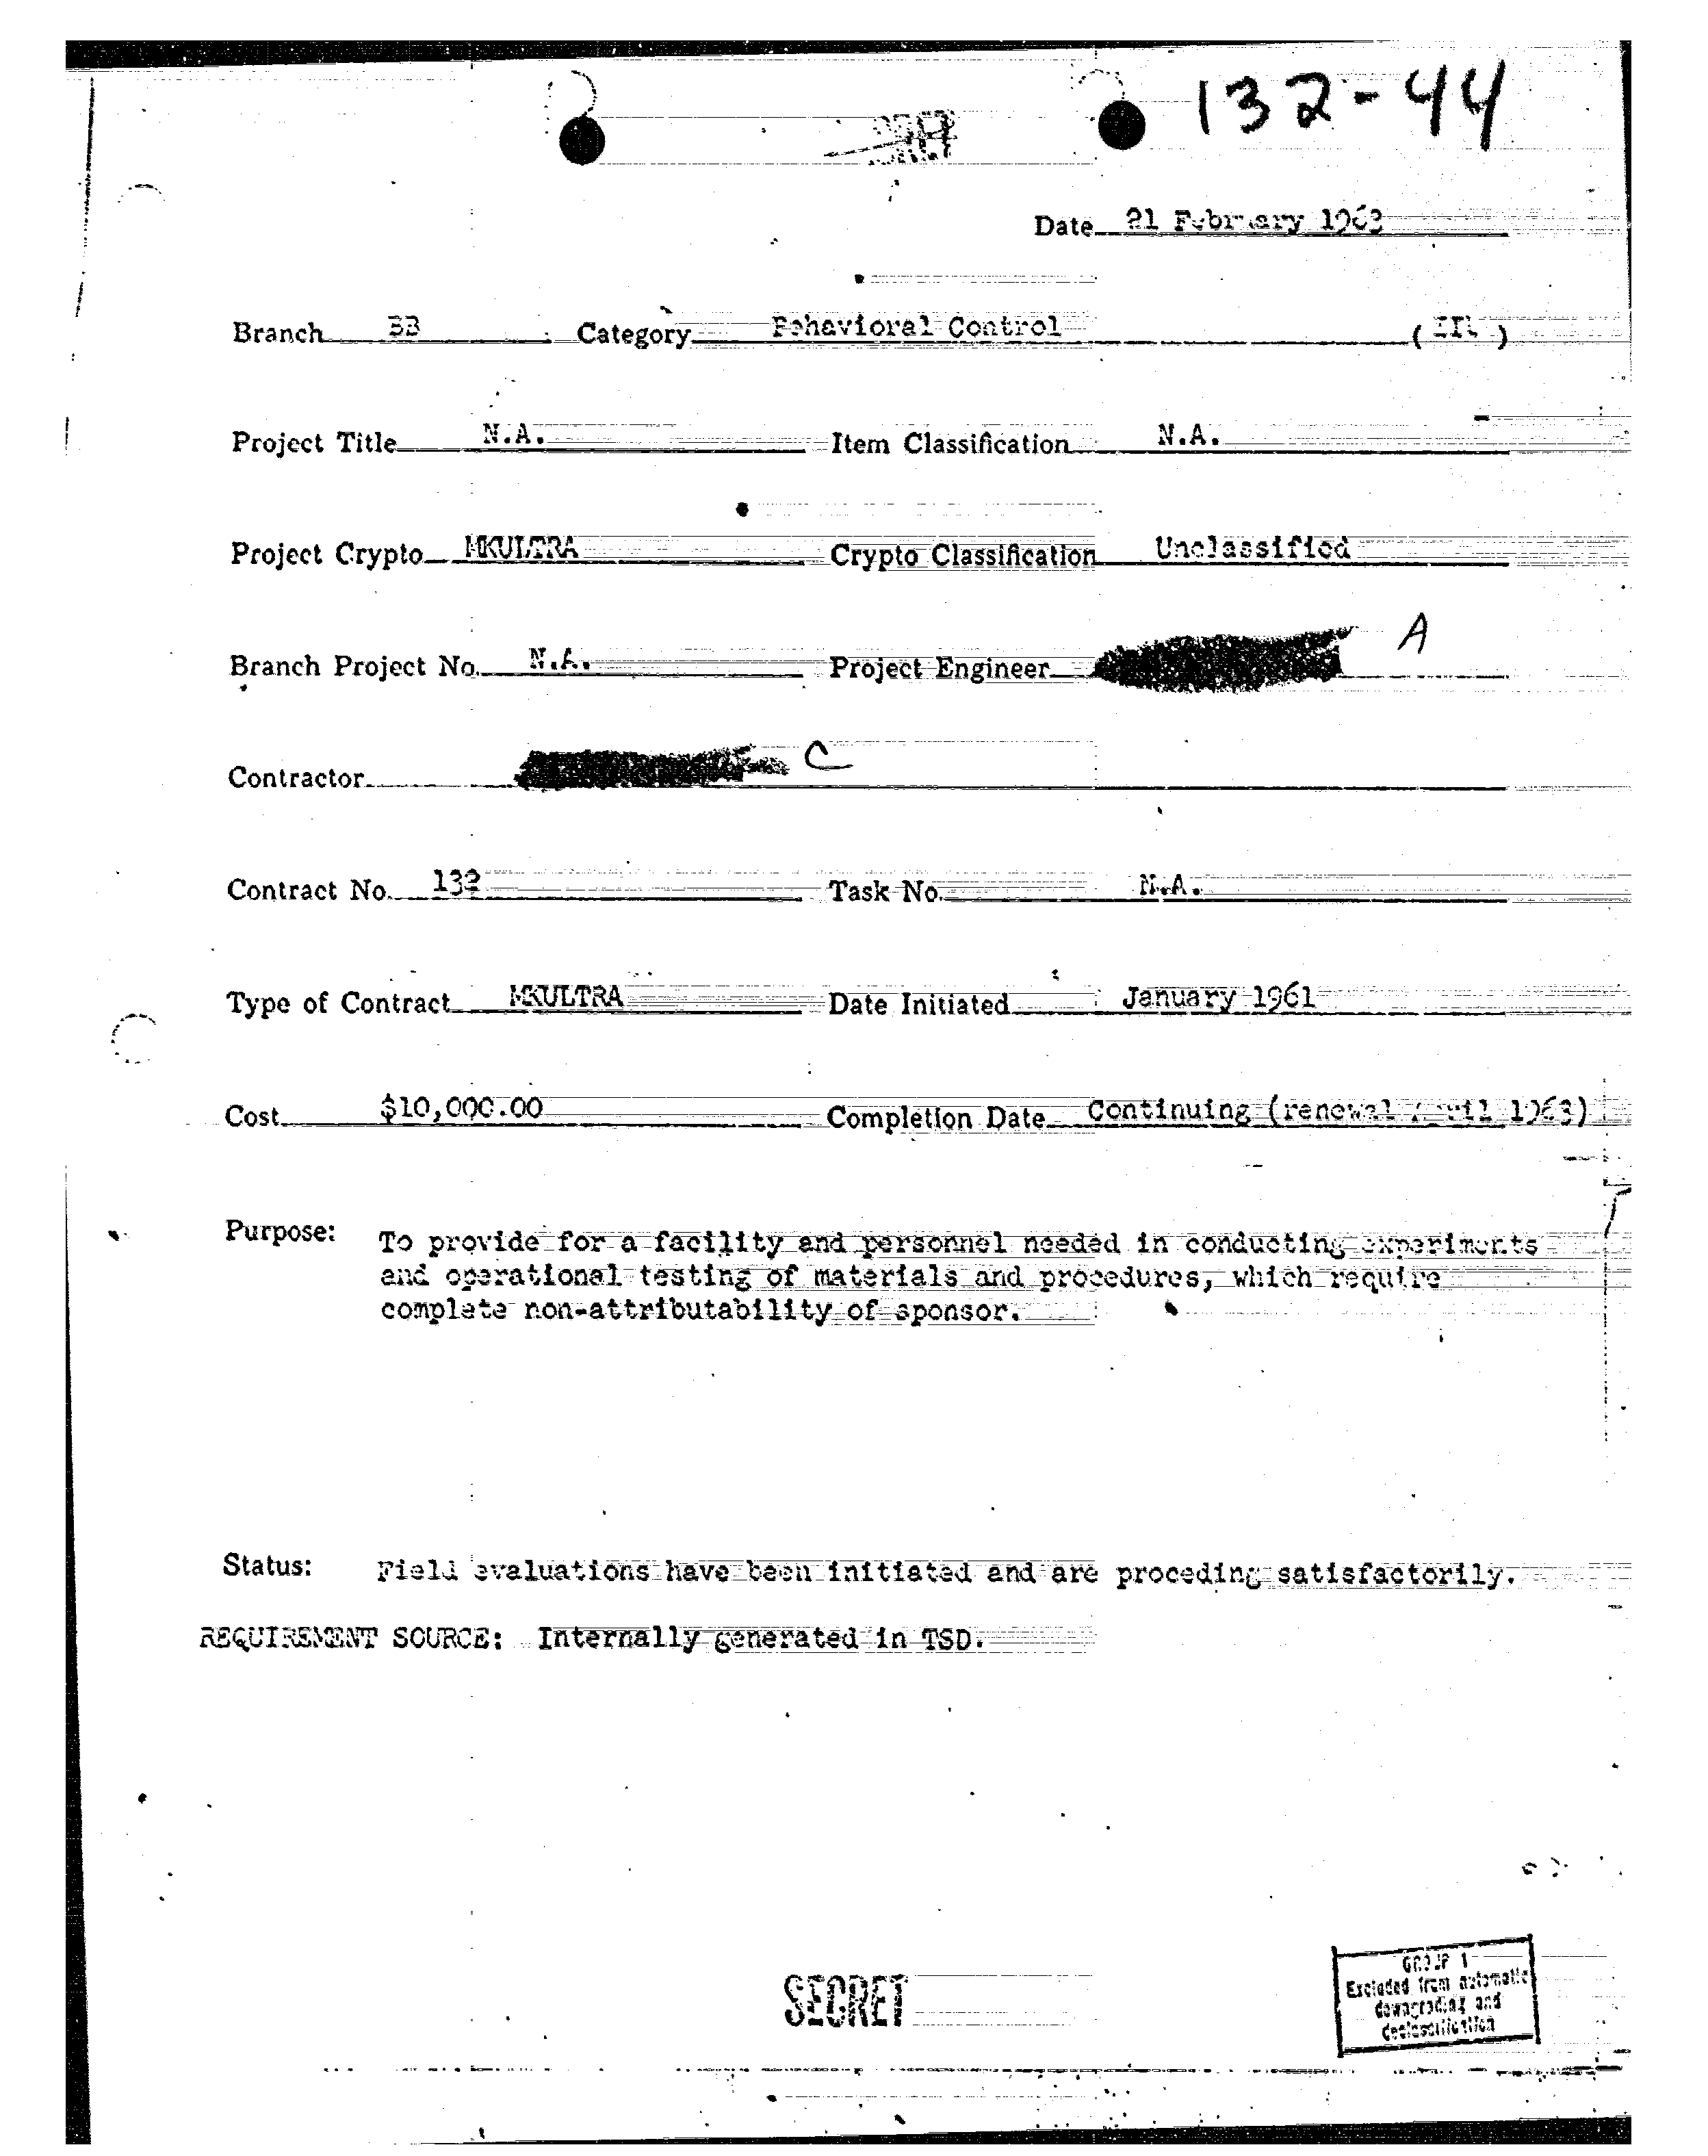 132-44
Date 21 February 1963
Branch BB Category Behavioral Control ( )
Project Title N.A. Item Classification N.A.
Project Crypto MKULTRA Crypto Classification Unclassified
Branch Project No. N.A. Project Engineer A
Contractor C
Contract No. 132 Task No. N.A.
Type of Contract MKULTRA Date Initiated January 1961
Cost $10,000.00 Completion Date Continuing (renewal April 1963)
Purpose: To provide for a facility and personnel needed in conducting experiments
and operational testing of materials and procedures, which require
complete non-attributability of sponsor.
Status: Field evaluations have been initiated and are proceding satisfactorily.
REQUIREMENT SOURCE: Internally generated in TSD.
SECRET
GROUP 1
Excluded from automatic
downgrading and
declassification